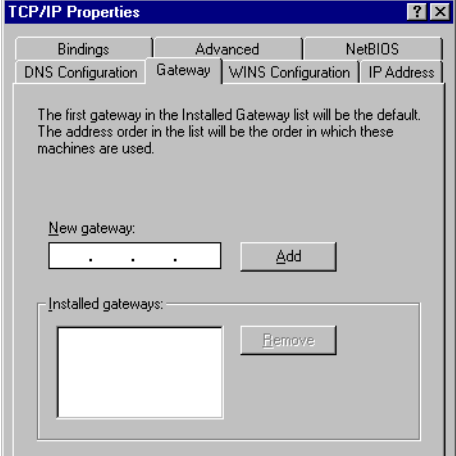 TCP/IP Properties
Bindings Advanced NetBIOS
DNS Configuration Gateway WINS Configuration IP Address
The first gateway in the Installed Gateway list will be the default.
The address order in the list will be the order in which these
machines are used.
New gateway:
. . .
Add
Installed gateways:
Remove